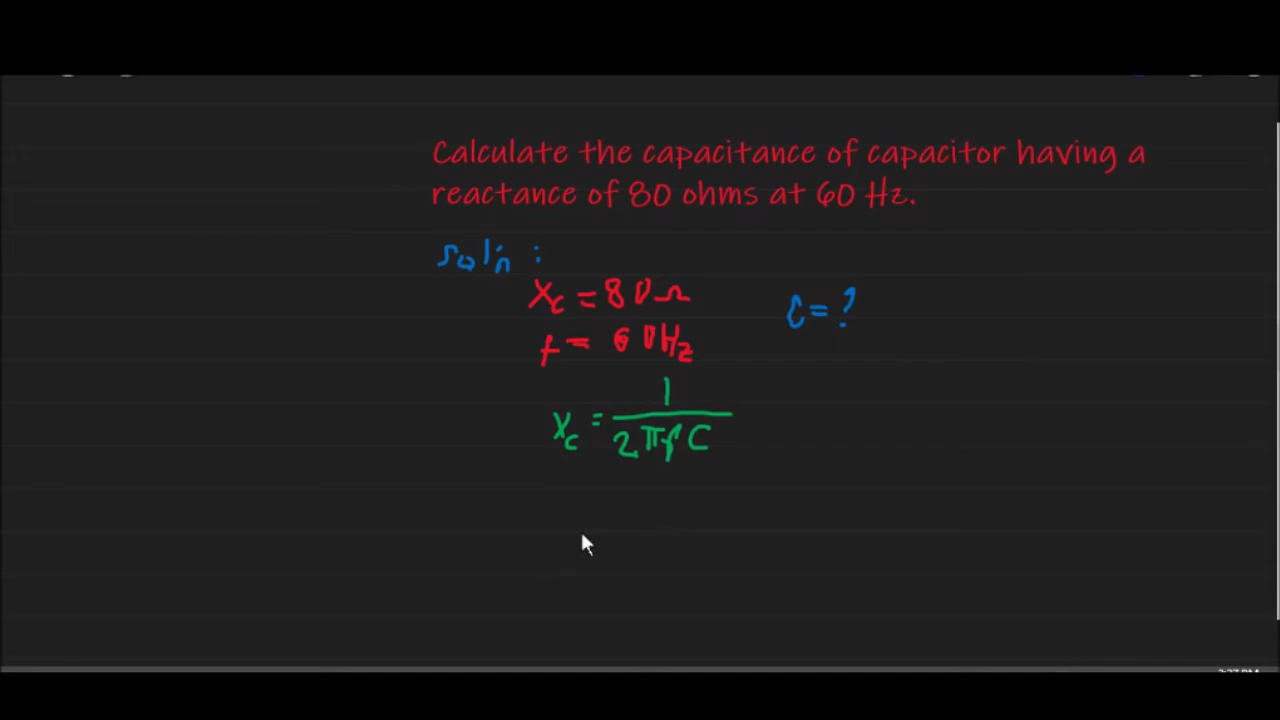 Calculate the capacitance of capacitor having a
reactance of 80 ohms at 60 Hz.
sol'n :
Xc = 80Ω
C = ?
f = 60Hz
Xc = 1 / 2πfC